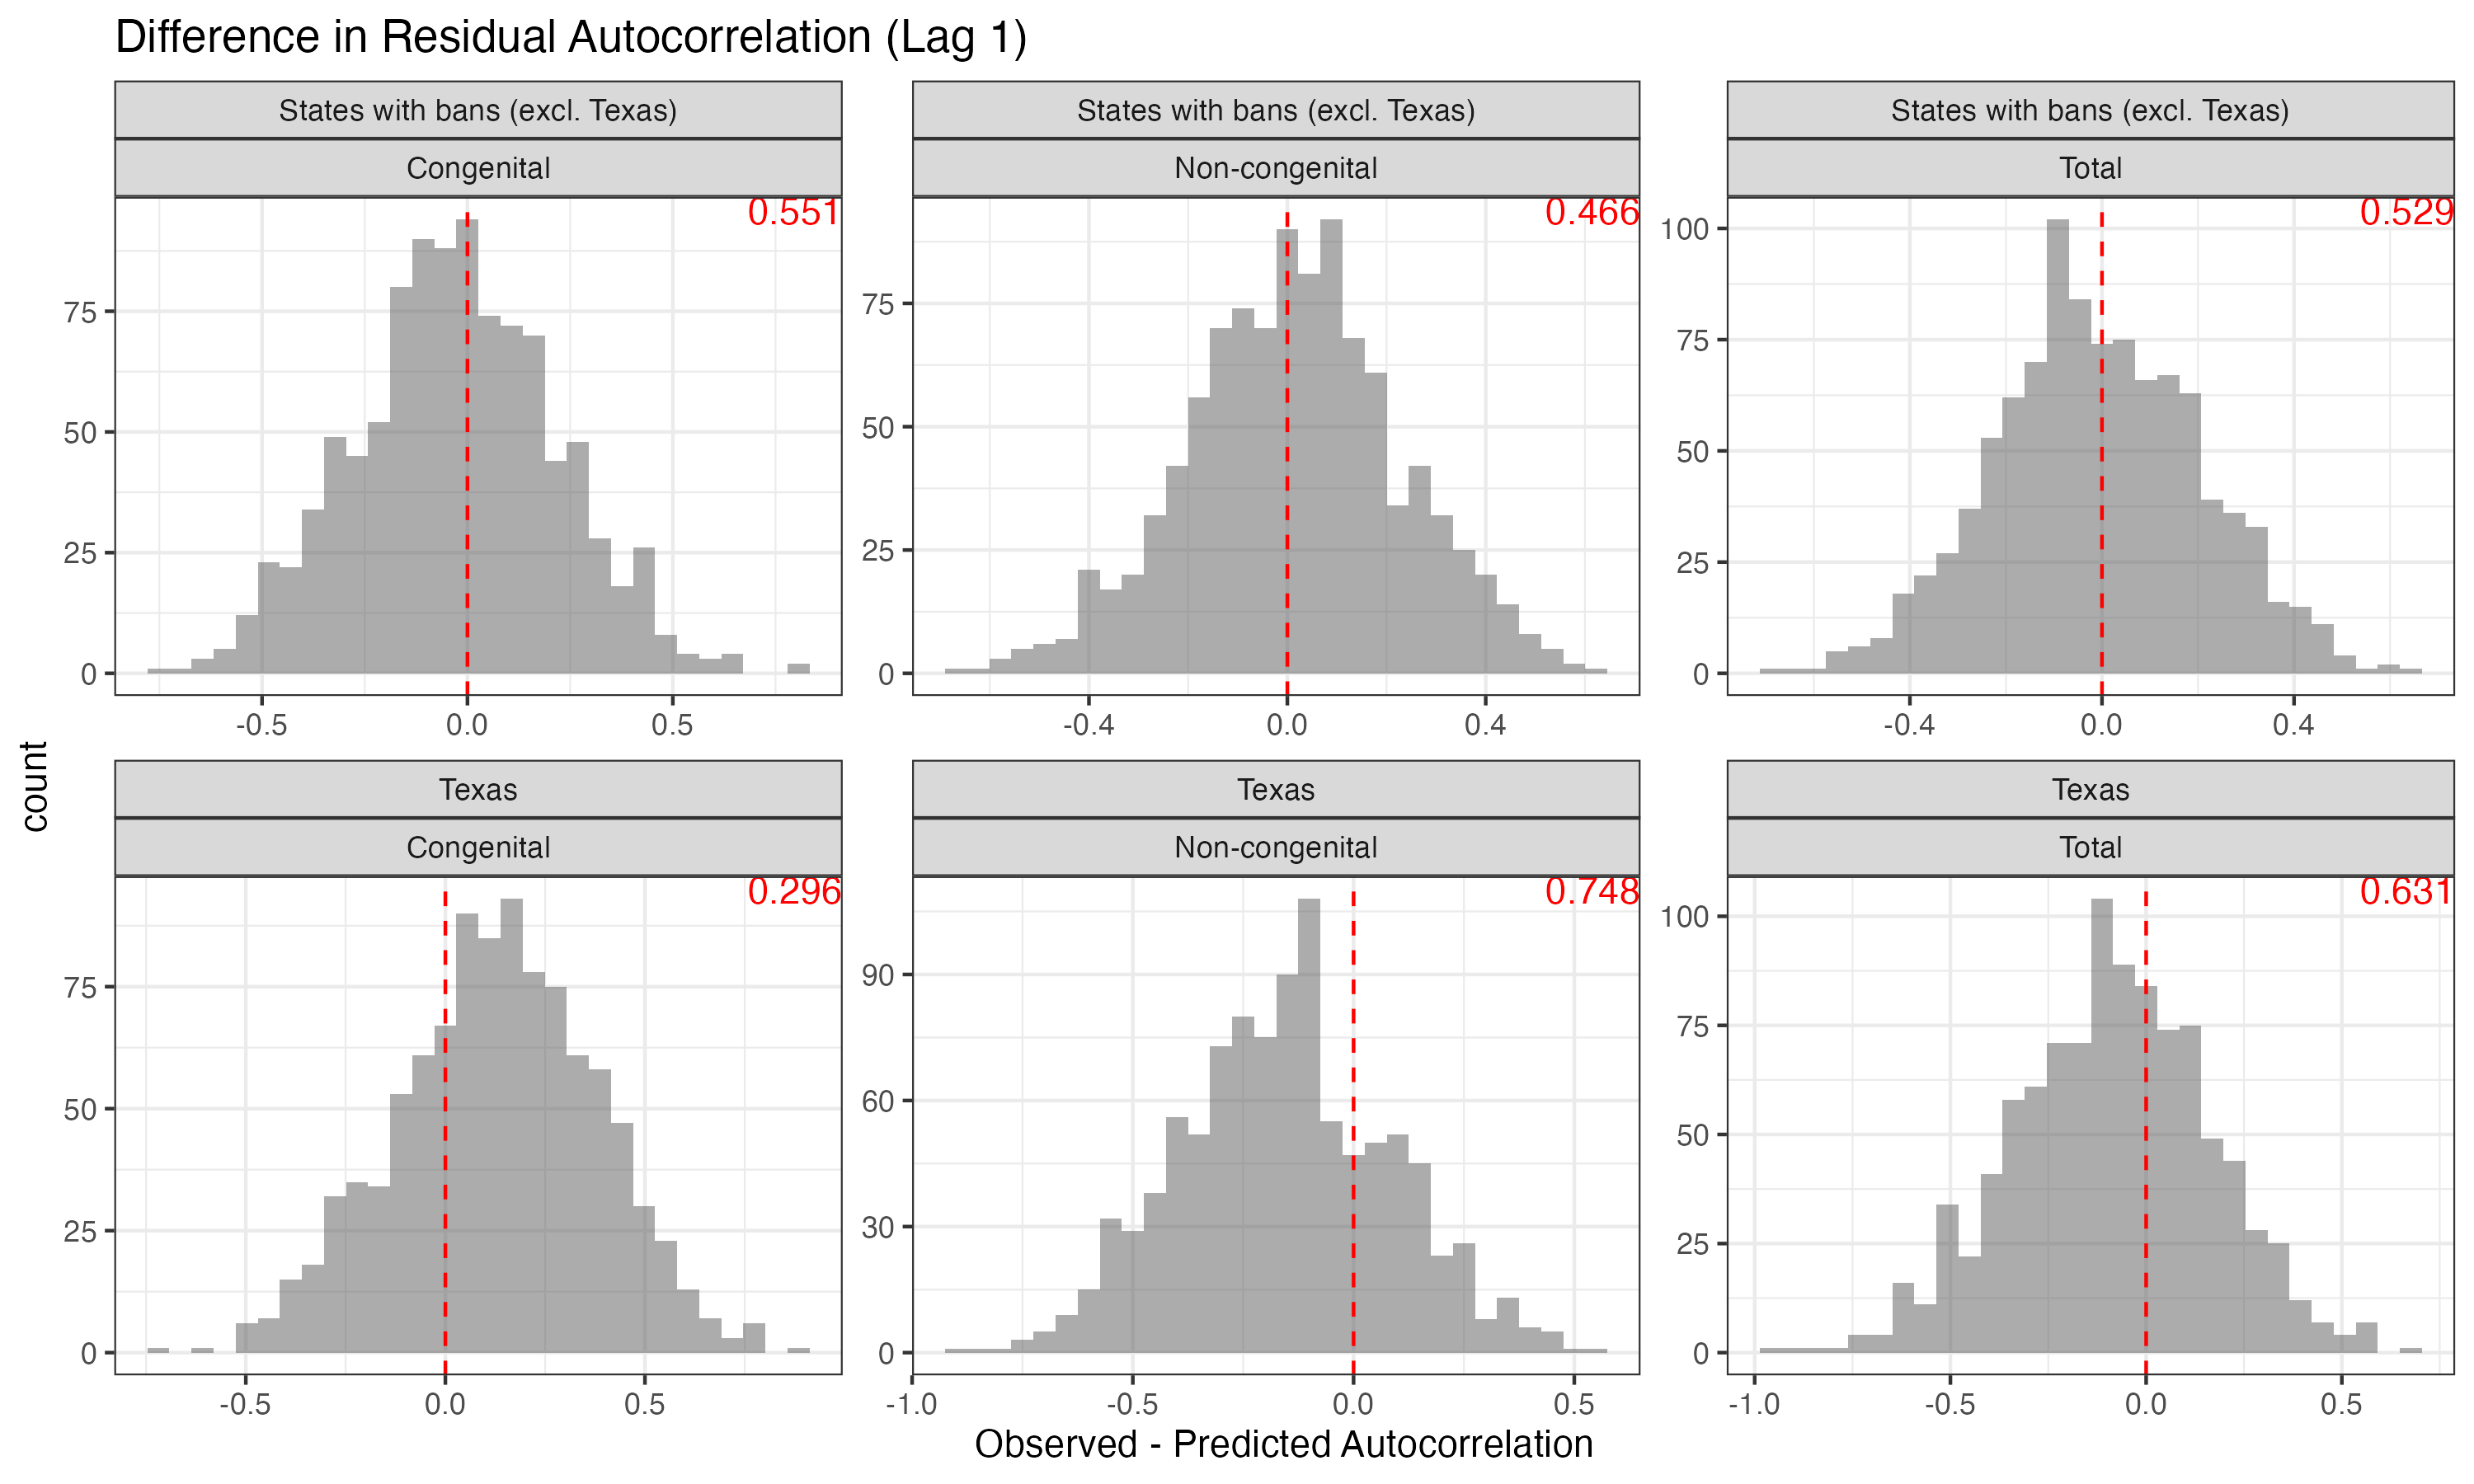 Difference in Residual Autocorrelation (Lag 1)
States with bans (excl. Texas)
Congenital
0.551
75
50
25
0
-0.5 0.0 0.5
States with bans (excl. Texas)
Non-congenital
0.466
75
50
25
0
-0.4 0.0 0.4
States with bans (excl. Texas)
Total
0.529
100
75
50
25
0
-0.4 0.0 0.4
count
Texas
Congenital
0.296
75
50
25
0
-0.5 0.0 0.5
Texas
Non-congenital
0.748
90
60
30
0
-1.0 -0.5 0.0 0.5
Texas
Total
0.631
100
75
50
25
0
-1.0 -0.5 0.0 0.5
Observed - Predicted Autocorrelation